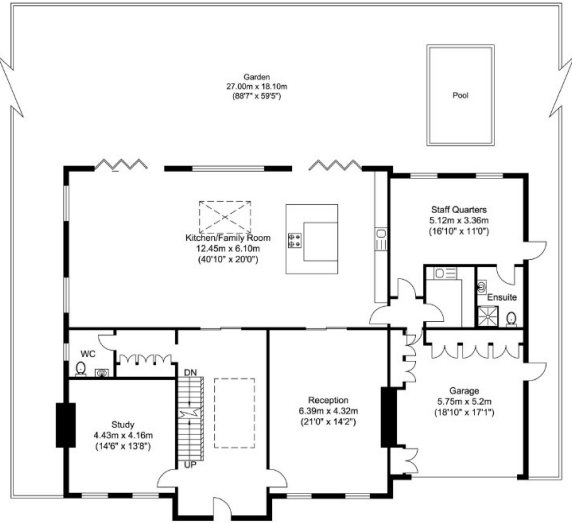 Garden
27.00m x 18.10m
(88'7" x 59'5")
Pool
Staff Quarters
5.12m x 3.36m
(16'10" x 11'0")
Kitchen/Family Room
12.45m x 6.10m
(40'10" x 20'0")
Ensuite
WC
DN
Garage
5.75m x 5.2m
(18'10" x 17'1")
Reception
6.39m x 4.32m
(21'0" x 14'2")
Study
4.43m x 4.16m
(14'6" x 13'8")
UP